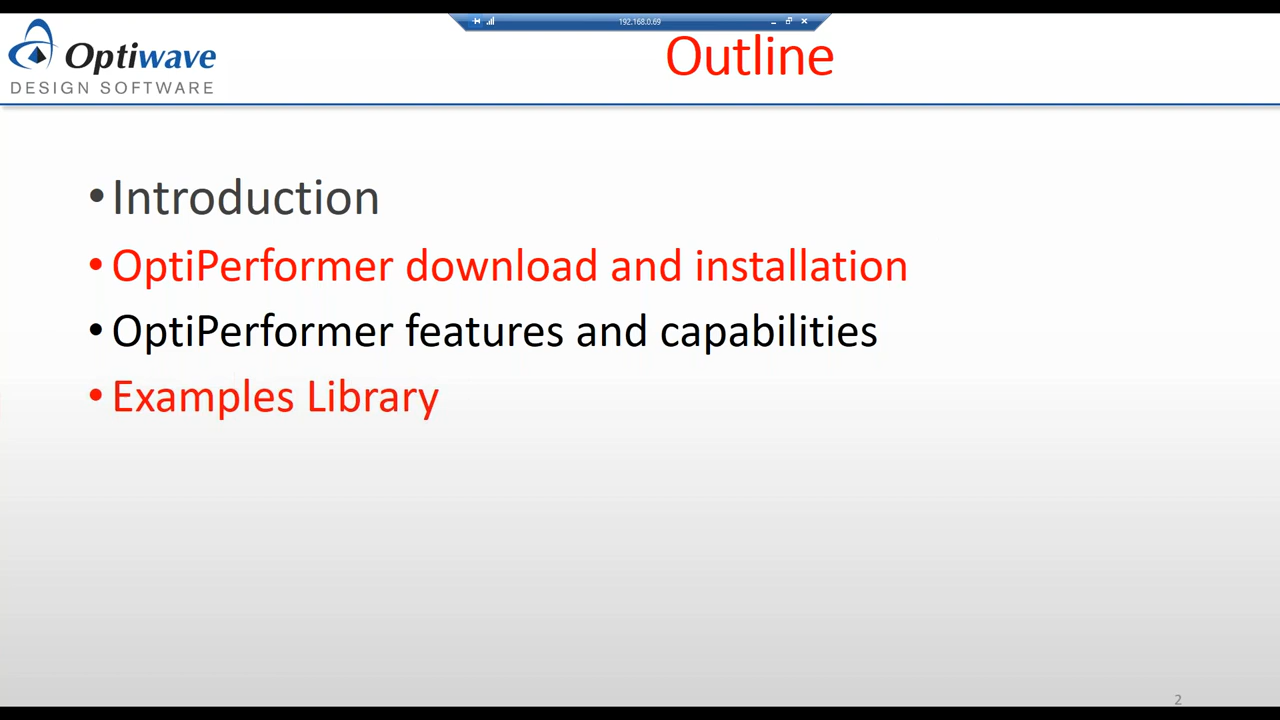 192.168.0.69
Optiwave
DESIGN SOFTWARE
Outline
• Introduction
• OptiPerformer download and installation
• OptiPerformer features and capabilities
• Examples Library
2